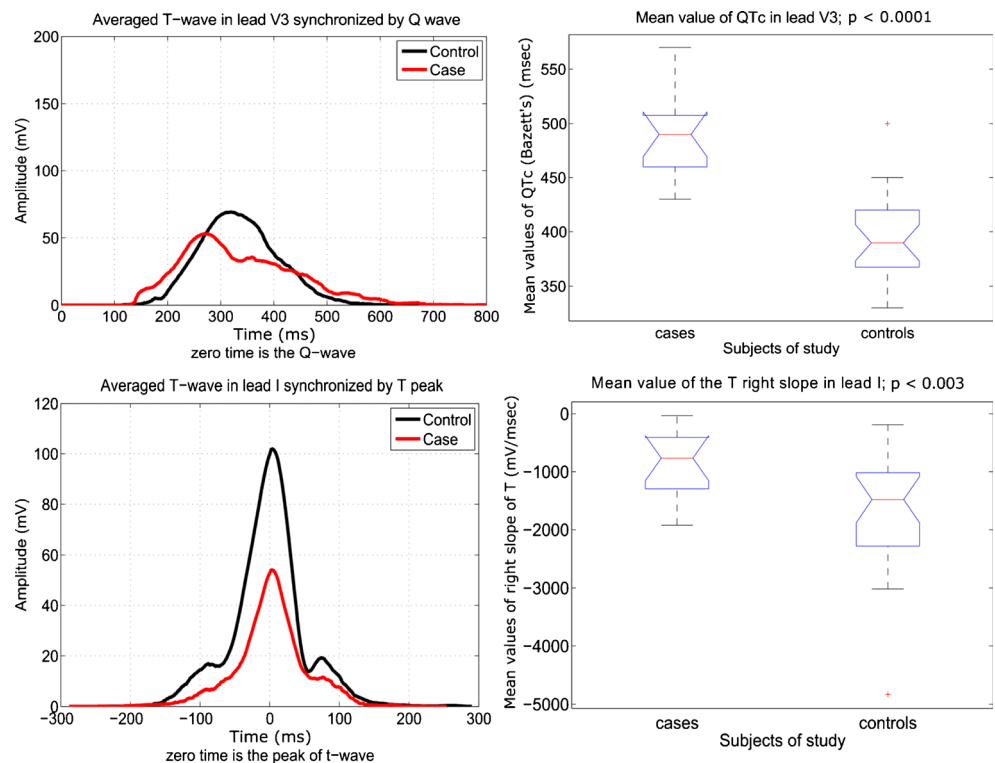 Averaged T−wave in lead V3 synchronized by Q wave
200
150
100
50
0
Amplitude (mV)
Control
Case
0 100 200 300 400 500 600 700 800
Time (ms)
zero time is the Q−wave
Mean value of QTc in lead V3; p < 0.0001
550
500
450
400
350
Mean values of QTc (Bazett's) (msec)
cases controls
Subjects of study
Averaged T−wave in lead I synchronized by T peak
120
100
80
60
40
20
0
Amplitude (mV)
Control
Case
−300 −200 −100 0 100 200 300
Time (ms)
zero time is the peak of t−wave
Mean value of the T right slope in lead I; p < 0.003
0
−1000
−2000
−3000
−4000
−5000
Mean values of right slope of T (mV/msec)
cases controls
Subjects of study